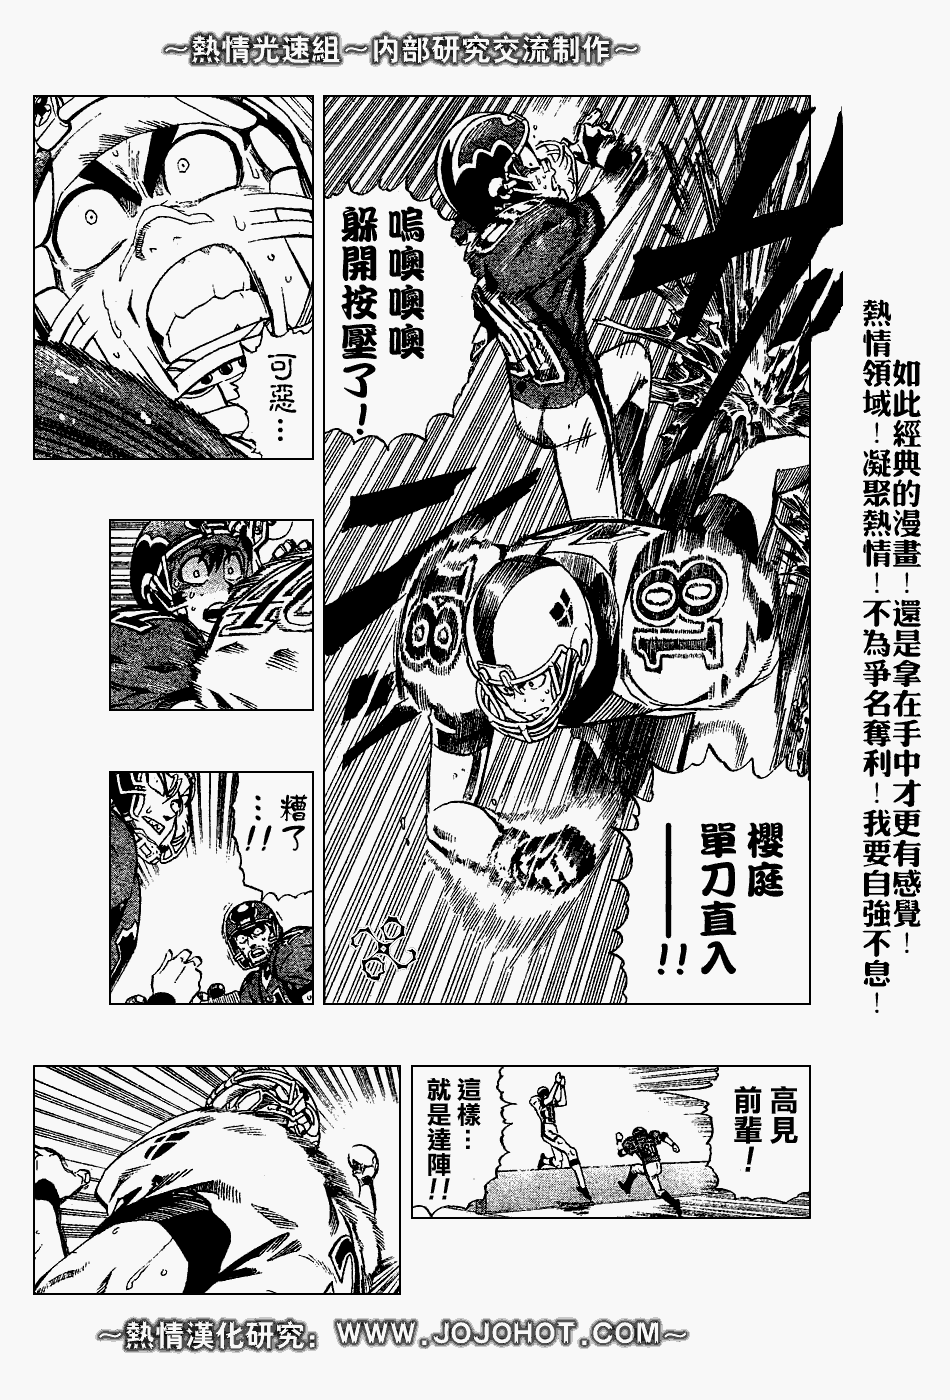 ～熱情光速組～內部研究交流制作～
嗚噢噢噢
躲開按壓了！
櫻庭
單刀直入
——!!
18
18
可惡…
糟了
…!!
高見
前輩！
這樣…
就是達陣!!
如此經典的漫畫！還是拿在手中才更有感覺！
熱情領域！凝聚熱情！不為爭名奪利！我要自強不息！
～熱情漢化研究：WWW.JOJOHOT.COM～